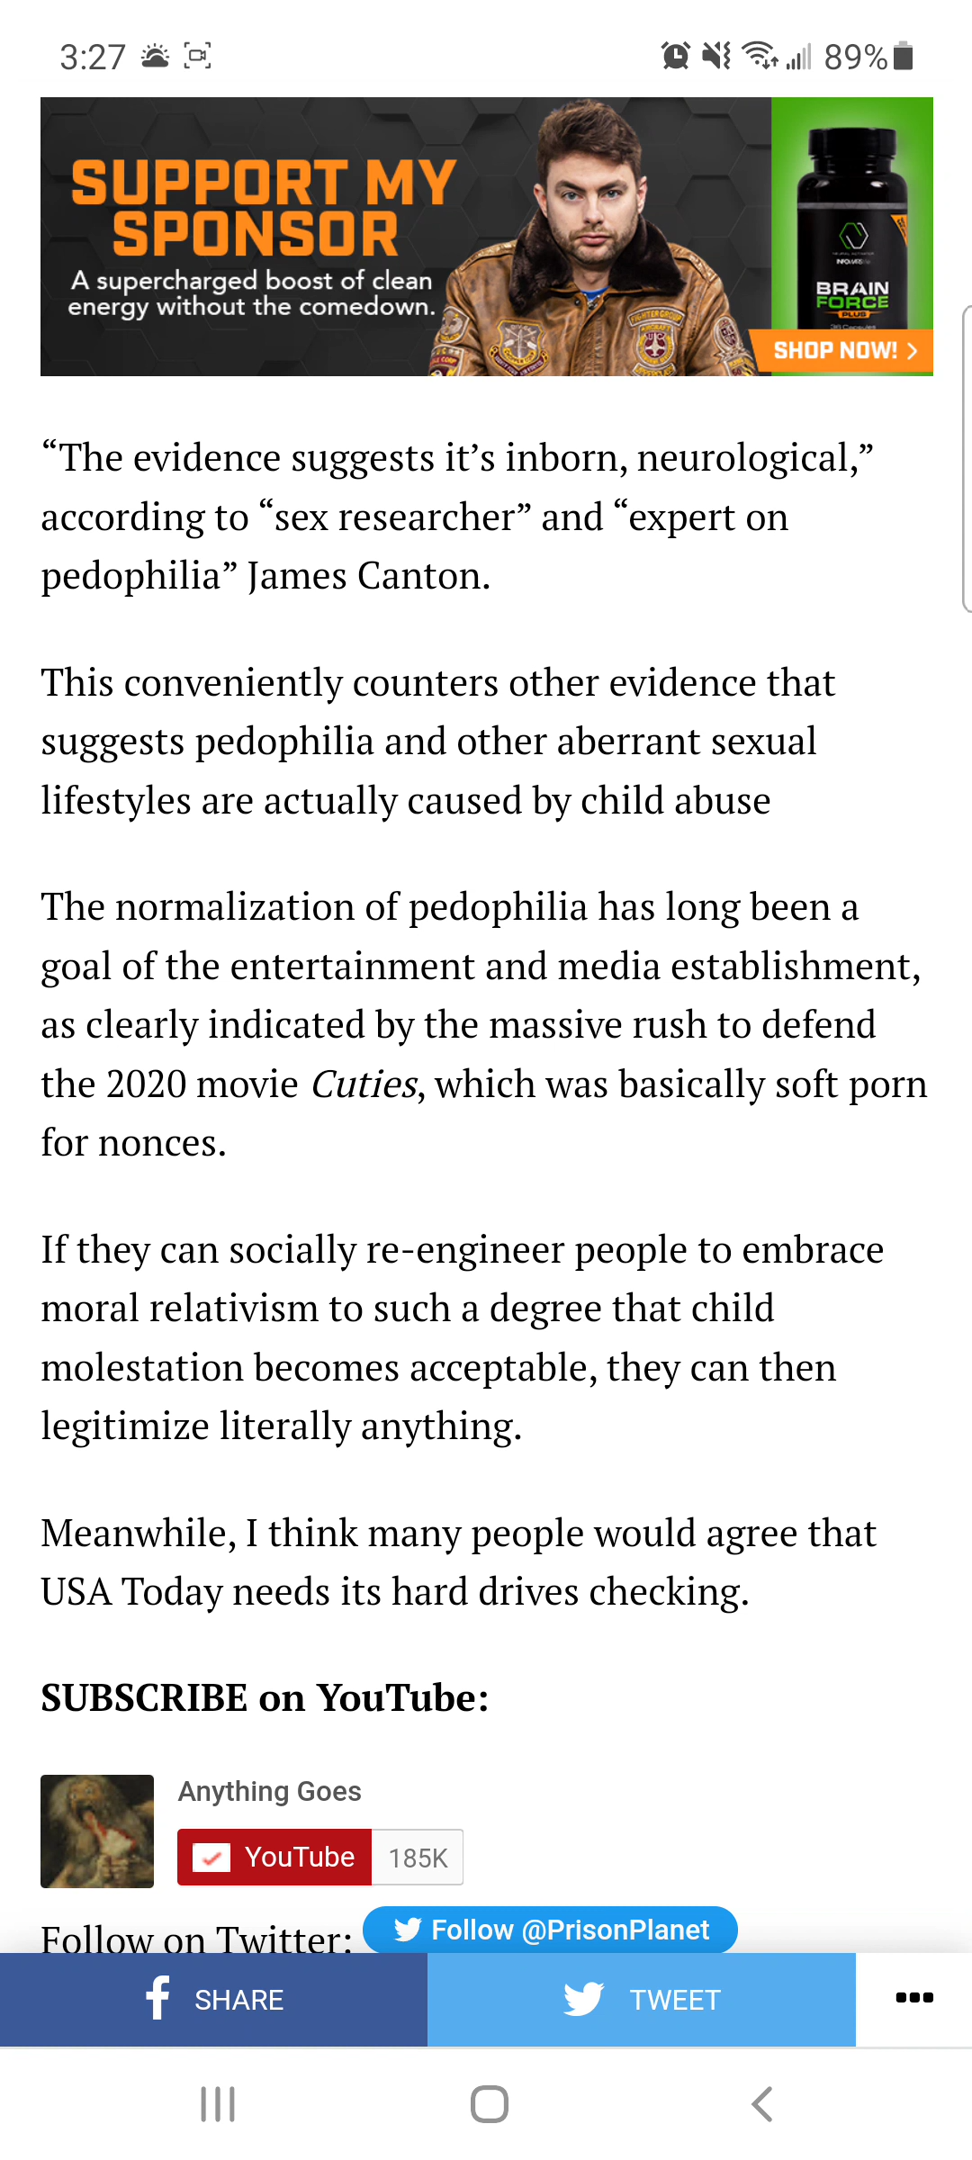 3:27
89%
SUPPORT MY
SPONSOR
A supercharged boost of clean
energy without the comedown.
INFOWARS
BRAIN
FORCE
PLUS
30 Capsules
FIGHTER GROUP
SHOP NOW! >
“The evidence suggests it’s inborn, neurological,”
according to “sex researcher” and “expert on
pedophilia” James Canton.
This conveniently counters other evidence that
suggests pedophilia and other aberrant sexual
lifestyles are actually caused by child abuse
The normalization of pedophilia has long been a
goal of the entertainment and media establishment,
as clearly indicated by the massive rush to defend
the 2020 movie Cuties, which was basically soft porn
for nonces.
If they can socially re-engineer people to embrace
moral relativism to such a degree that child
molestation becomes acceptable, they can then
legitimize literally anything.
Meanwhile, I think many people would agree that
USA Today needs its hard drives checking.
SUBSCRIBE on YouTube:
Anything Goes
YouTube 185K
Follow on Twitter: Follow @PrisonPlanet
SHARE TWEET